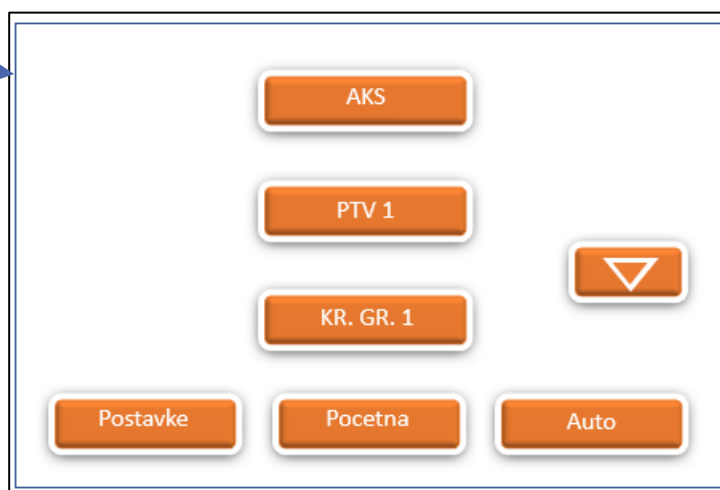 AKS
PTV 1
KR. GR. 1
Postavke
Pocetna
Auto